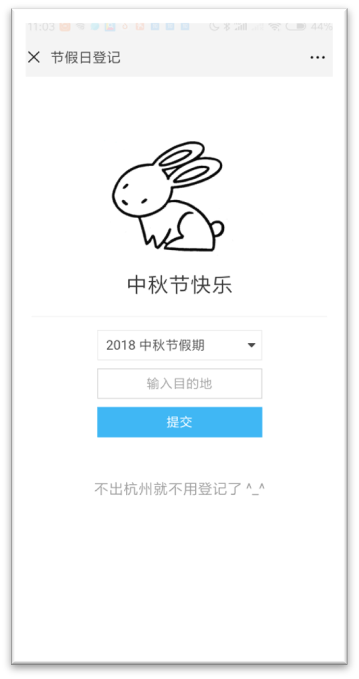 11:03 44%
节假日登记
中秋节快乐
2018 中秋节假期
输入目的地
提交
不出杭州就不用登记了 ^_^